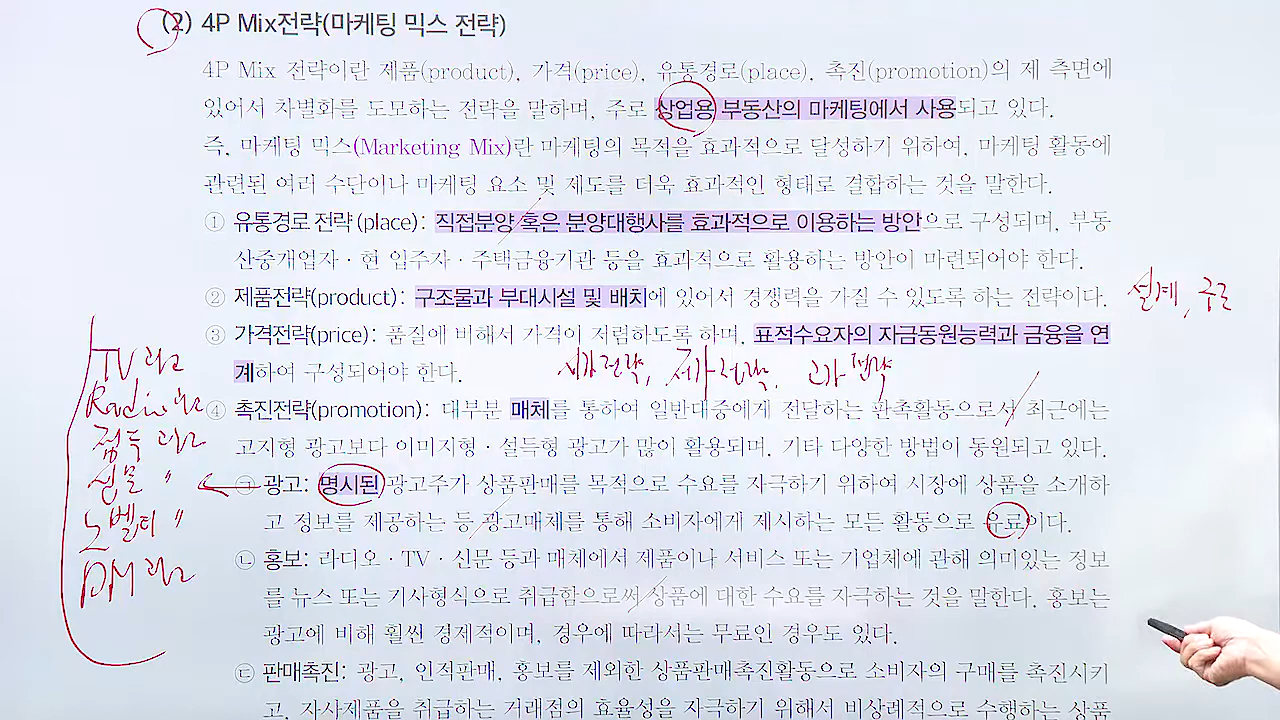 (2) 4P Mix전략(마케팅 믹스 전략)
4P Mix 전략이란 제품(product), 가격(price), 유통경로(place), 촉진(promotion)의 제 측면에
있어서 차별화를 도모하는 전략을 말하며, 주로 상업용 부동산의 마케팅에서 사용되고 있다.
즉, 마케팅 믹스(Marketing Mix)란 마케팅의 목적을 효과적으로 달성하기 위하여, 마케팅 활동에
관련된 여러 수단이나 마케팅 요소 및 제도를 더욱 효과적인 형태로 결합하는 것을 말한다.
① 유통경로 전략 (place): 직접분양 혹은 분양대행사를 효과적으로 이용하는 방안으로 구성되며, 부동
산중개업자·현 입주자·주택금융기관 등을 효과적으로 활용하는 방안이 마련되어야 한다.
② 제품전략(product): 구조물과 부대시설 및 배치에 있어서 경쟁력을 가질 수 있도록 하는 전략이다.
설계,
③ 가격전략(price): 품질에 비해서 가격이 저렴하도록 하며, 표적수요자의 자금동원능력과 금융을 연
계하여 구성되어야 한다.
시가전략, 저가전략, 고가전략
④ 촉진전략(promotion): 대부분 매체를 통하여 일반대중에게 전달하는 판촉활동으로서 최근에는
고지형 광고보다 이미지형·설득형 광고가 많이 활용되며, 기타 다양한 방법이 동원되고 있다.
㉠ 광고: 명시된 광고주가 상품판매를 목적으로 수요를 자극하기 위하여 시장에 상품을 소개하
고 정보를 제공하는 등 광고매체를 통해 소비자에게 제시하는 모든 활동으로 유료이다.
㉡ 홍보: 라디오·TV·신문 등과 매체에서 제품이나 서비스 또는 기업체에 관해 의미있는 정보
를 뉴스 또는 기사형식으로 취급함으로써 상품에 대한 수요를 자극하는 것을 말한다. 홍보는
광고에 비해 훨씬 경제적이며, 경우에 따라서는 무료인 경우도 있다.
㉢ 판매촉진: 광고, 인적판매, 홍보를 제외한 상품판매촉진활동으로 소비자의 구매를 촉진시키
고, 자사제품을 취급하는 거래점의 효율성을 자극하기 위해서 비상례적으로 수행하는 상품
TV 광고
Radio 광고
점두 광고
"
노벨티 "
DM 광고